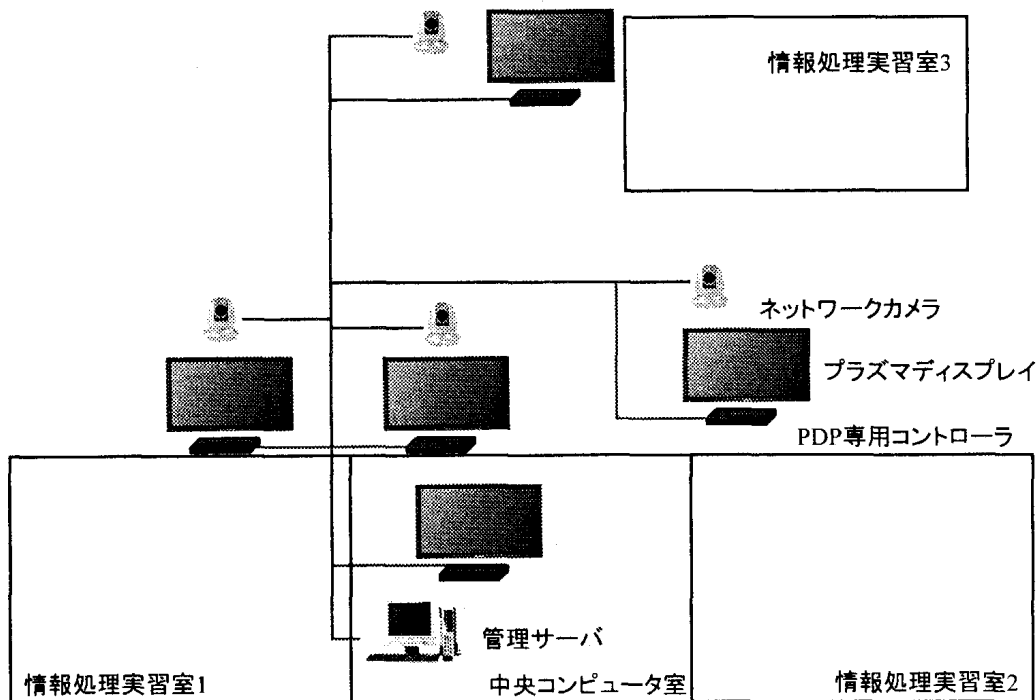 情報処理実習室3
ネットワークカメラ
プラズマディスプレイ
PDP専用コントローラ
管理サーバ
情報処理実習室1
中央コンピュータ室
情報処理実習室2